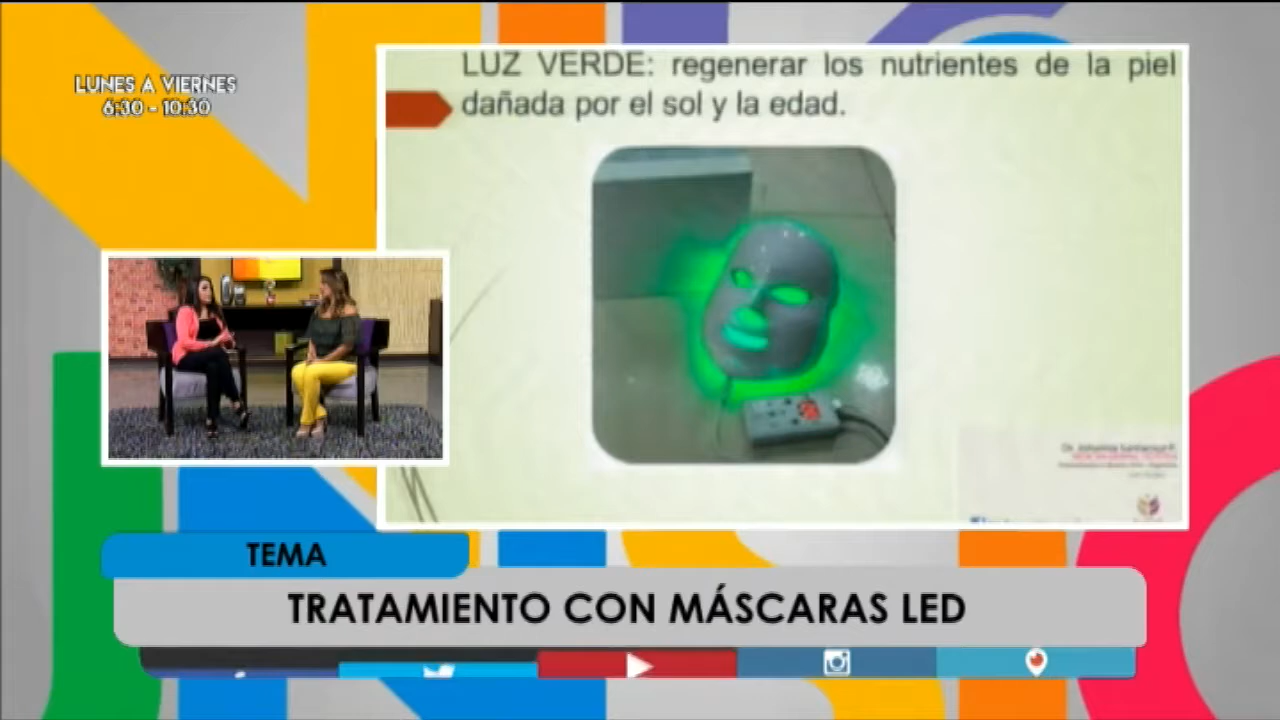 LUNES A VIERNES
6:30 - 10:30
LUZ VERDE: regenerar los nutrientes de la piel
dañada por el sol y la edad.
TEMA
TRATAMIENTO CON MÁSCARAS LED